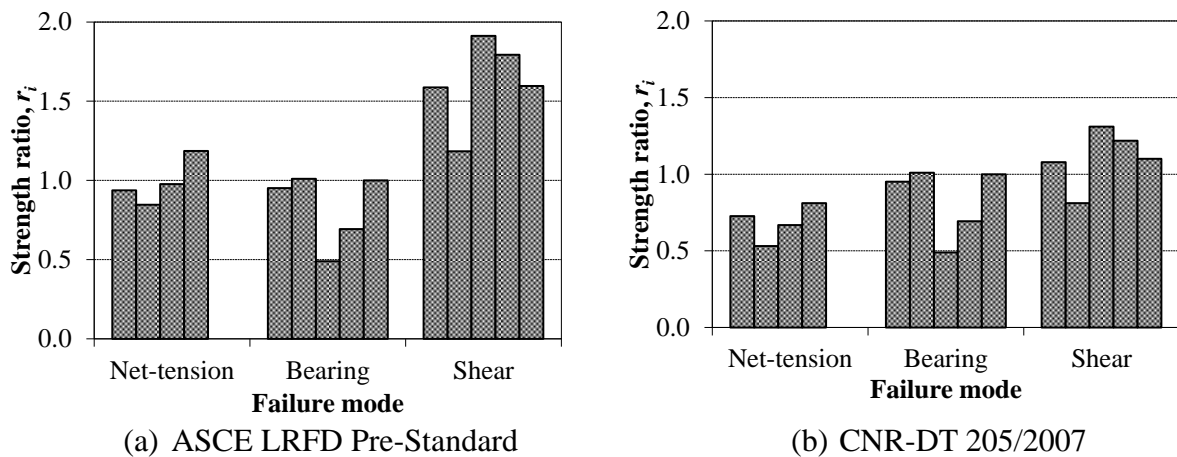 2.0
1.5
1.0
0.5
0.0
Strength ratio, rᵢ
Net-tension Bearing Shear
Failure mode
(a) ASCE LRFD Pre-Standard
2.0
1.5
1.0
0.5
0.0
Strength ratio, rᵢ
Net-tension Bearing Shear
Failure mode
(b) CNR-DT 205/2007